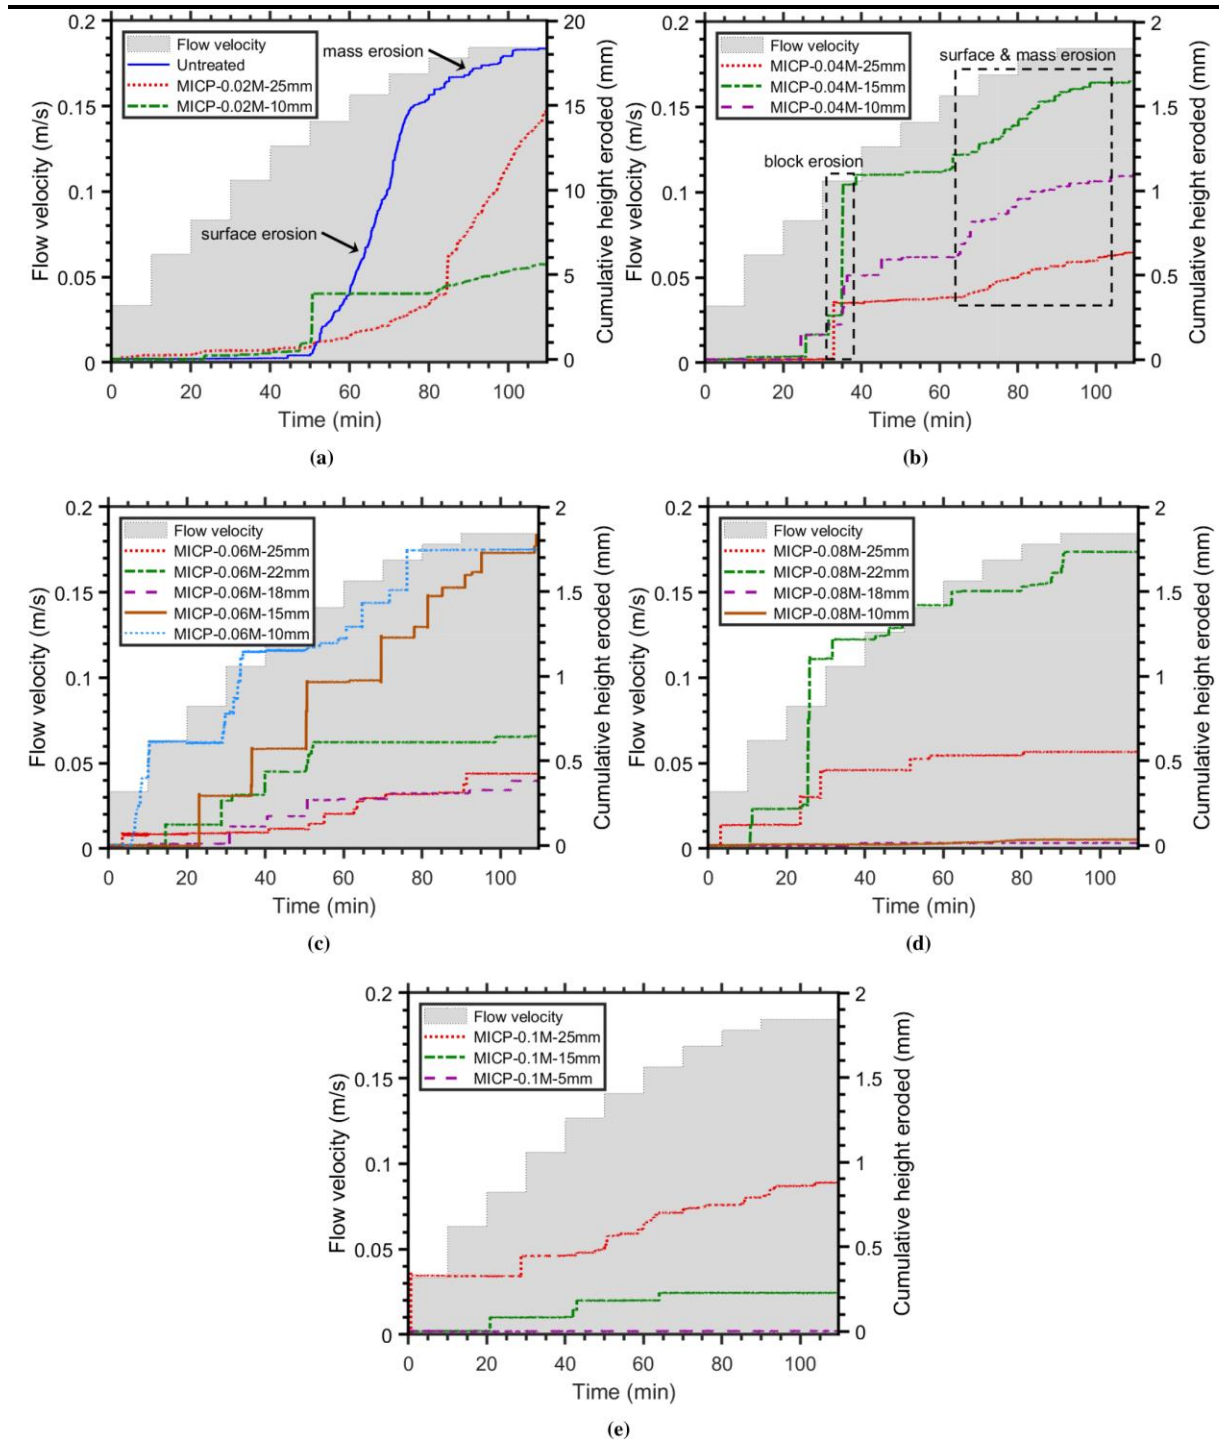 0.2
0.15
0.1
0.05
0
Flow velocity (m/s)
Flow velocity
Untreated
MICP-0.02M-25mm
MICP-0.02M-10mm
mass erosion
surface erosion
20
15
10
5
0
Cumulative height eroded (mm)
0 20 40 60 80 100
Time (min)
(a)
0.2
0.15
0.1
0.05
0
Flow velocity (m/s)
Flow velocity
MICP-0.04M-25mm
MICP-0.04M-15mm
MICP-0.04M-10mm
surface & mass erosion
block erosion
2
1.5
1
0.5
0
Cumulative height eroded (mm)
0 20 40 60 80 100
Time (min)
(b)
0.2
0.15
0.1
0.05
0
Flow velocity (m/s)
Flow velocity
MICP-0.06M-25mm
MICP-0.06M-22mm
MICP-0.06M-18mm
MICP-0.06M-15mm
MICP-0.06M-10mm
2
1.5
1
0.5
0
Cumulative height eroded (mm)
0 20 40 60 80 100
Time (min)
(c)
0.2
0.15
0.1
0.05
0
Flow velocity (m/s)
Flow velocity
MICP-0.08M-25mm
MICP-0.08M-22mm
MICP-0.08M-18mm
MICP-0.08M-10mm
2
1.5
1
0.5
0
Cumulative height eroded (mm)
0 20 40 60 80 100
Time (min)
(d)
0.2
0.15
0.1
0.05
0
Flow velocity (m/s)
Flow velocity
MICP-0.1M-25mm
MICP-0.1M-15mm
MICP-0.1M-5mm
2
1.5
1
0.5
0
Cumulative height eroded (mm)
0 20 40 60 80 100
Time (min)
(e)